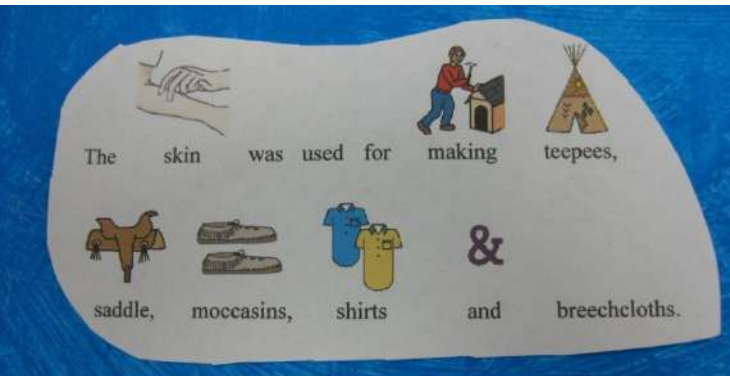 The skin was used for making teepees,
&
saddle, moccasins, shirts and breechcloths.